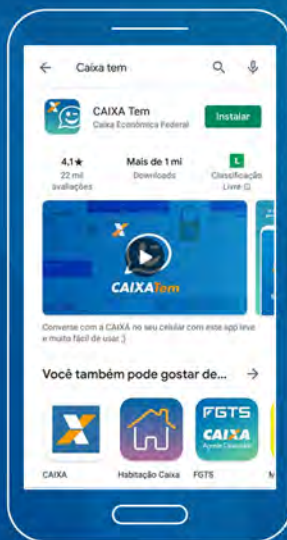 Caixa tem
CAIXA Tem
Caixa Econômica Federal
Instalar
4,1★
22 mil
avaliações
Mais de 1 mi
Downloads
L
Classificação
Livre
CAIXATem
Converse com a CAIXA no seu celular com este app leve
e muito fácil de usar ;)
Você também pode gostar de...
FGTS
CAIXA
CAIXA
Habitação Caixa
FGTS
M